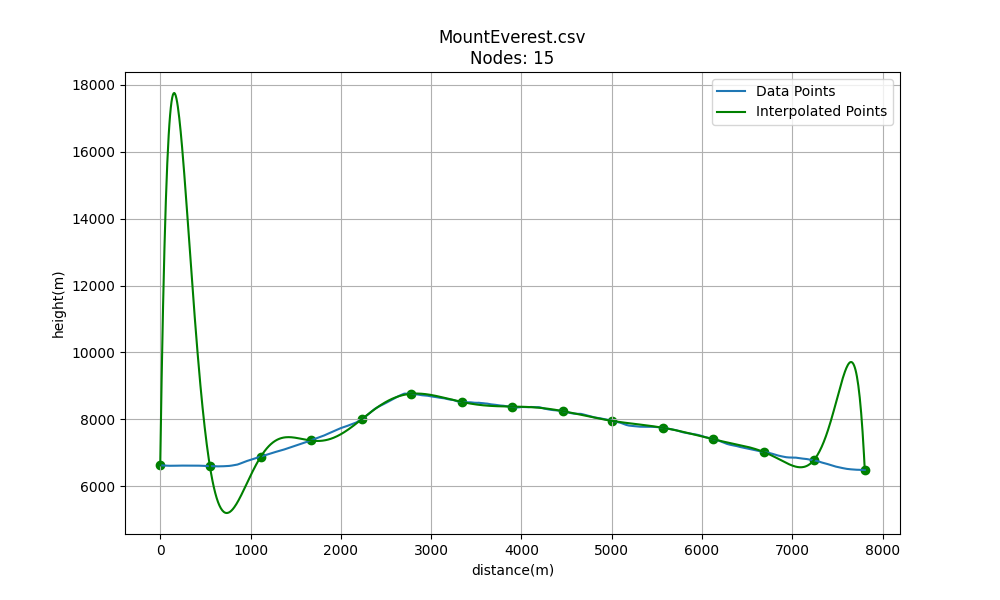 MountEverest.csv
Nodes: 15
Data Points
Interpolated Points
18000
16000
14000
12000
10000
8000
6000
height(m)
0 1000 2000 3000 4000 5000 6000 7000 8000
distance(m)